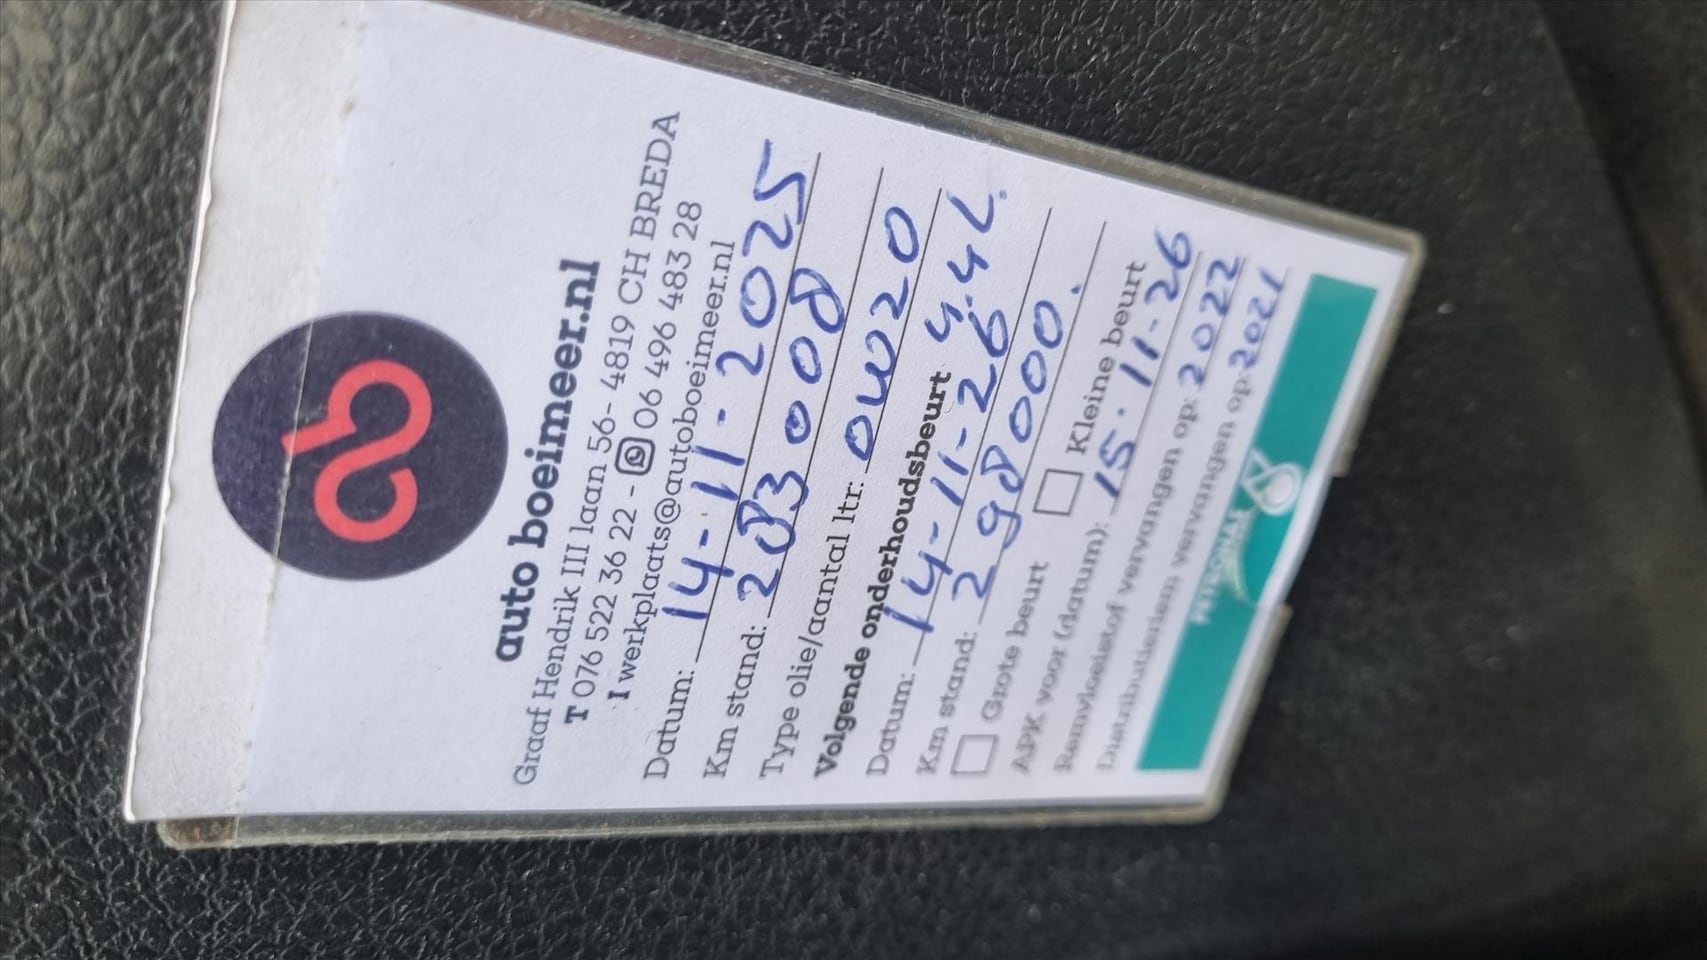 auto boeimeer.nl
Graaf Hendrik III laan 56- 4819 CH BREDA
T 076 522 36 22 - 06 496 483 28
I werkplaats@autoboeimeer.nl
Datum: 14-11-2025
Km stand: 283008
Type olie/aantal ltr: 0W20 4.4L.
Volgende onderhoudsbeurt
Datum: 14-11-26
Km stand: 298000.
Grote beurt Kleine beurt
APK voor (datum): 15.11-26
Remvloeistof vervangen op: 2022
Distributieriem vervangen op: 2021
PETRONAS